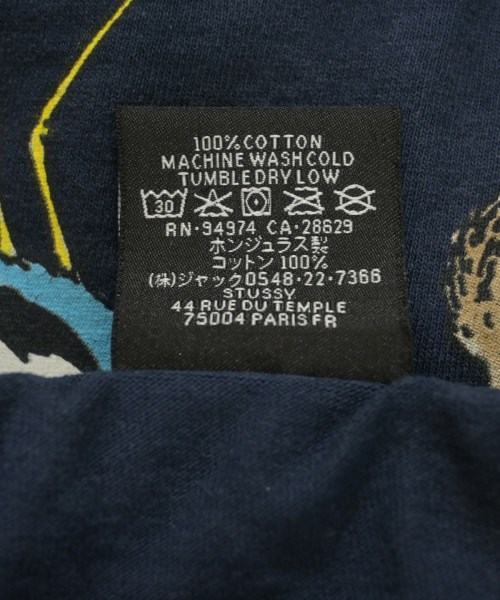 100% COTTON
MACHINE WASH COLD
TUMBLE DRY LOW
30
RN·94974 CA·28629
ホンジュラス製
コットン 100%
(株)ジャック0548·22·7366
STUSSY
44 RUE DU TEMPLE
75004 PARIS FR